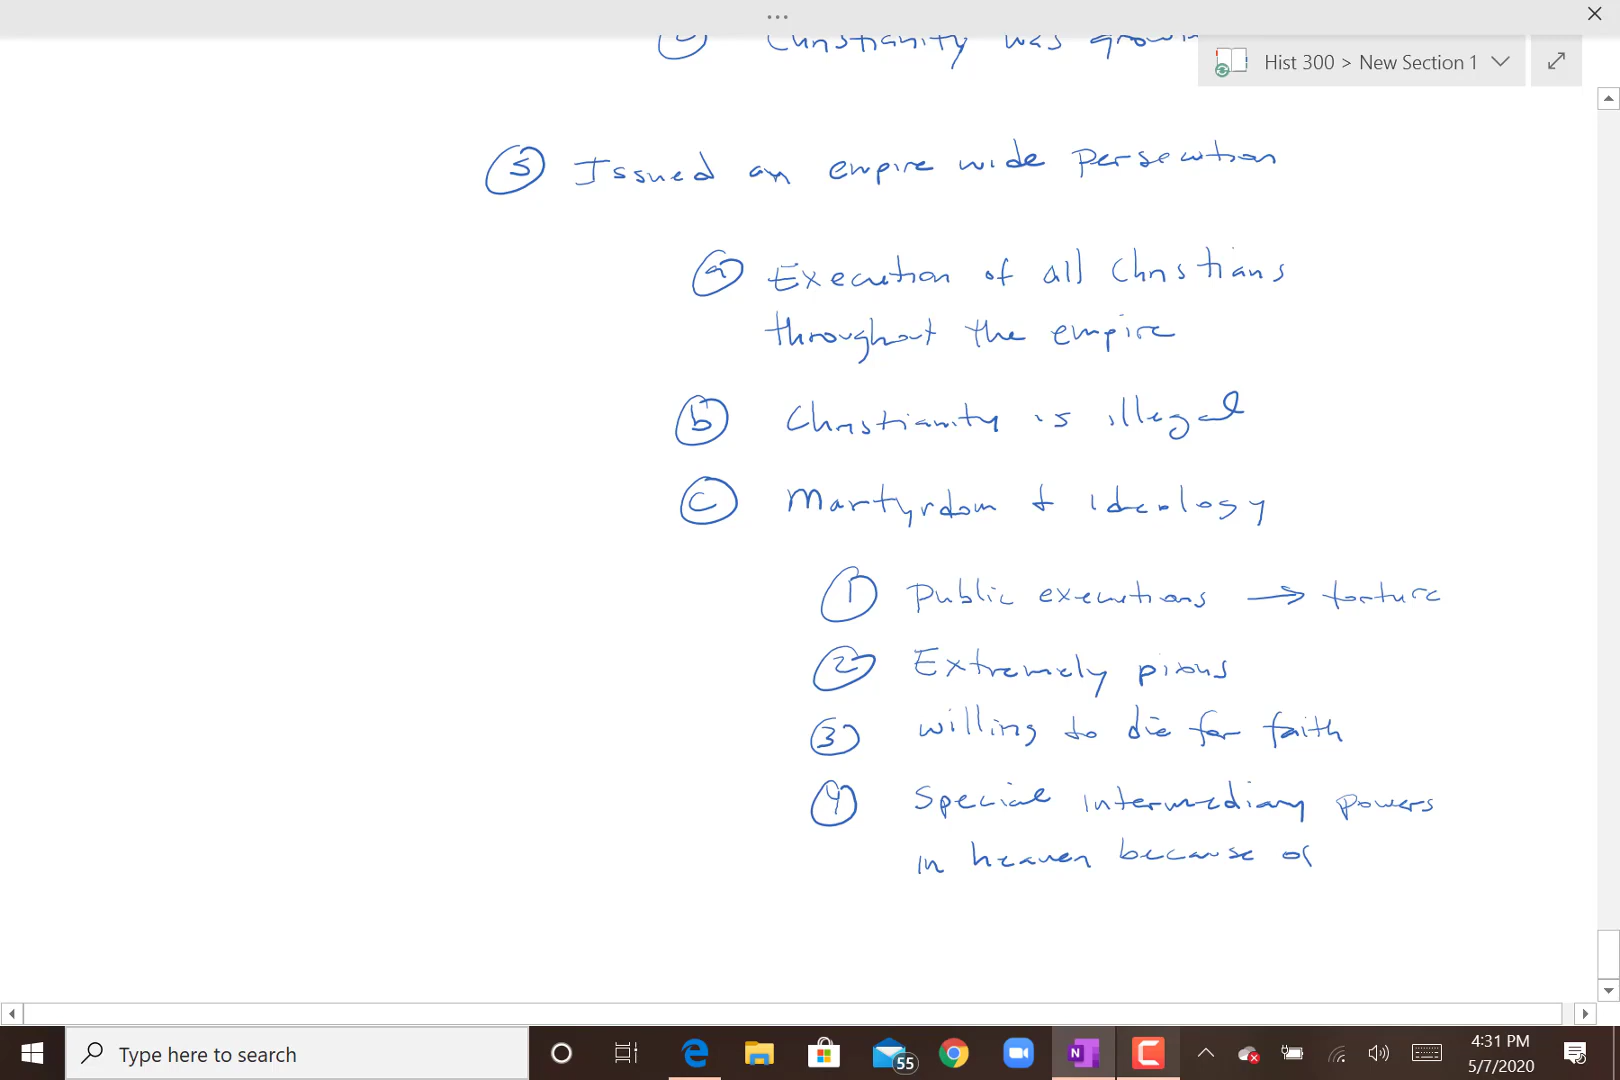 Christianity was growin
Hist 300 > New Section 1
5 Issued an empire wide persecution
a Execution of all Christians
throughout the empire
b Christianity is illegal
c Martyrdom + Ideology
1 Public executions → torture
2 Extremely pious
3 willing to die for faith
4 Special intermediary powers
in heaven because of
Type here to search
55
4:31 PM
5/7/2020